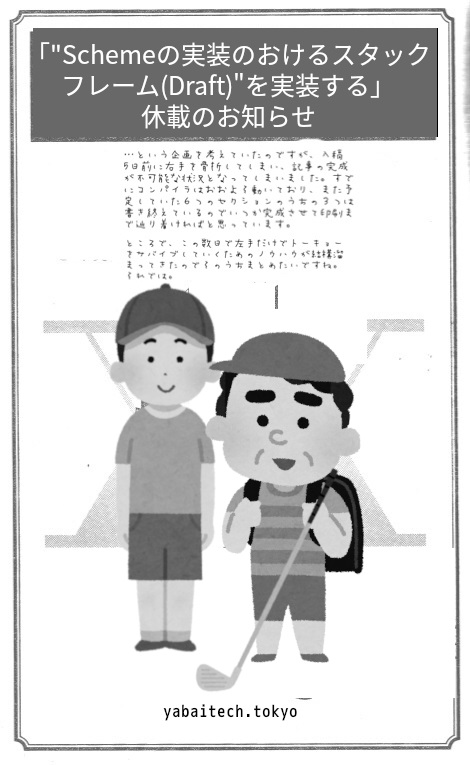 「"Schemeの実装のおけるスタック
フレーム(Draft)"を実装する」
休載のお知らせ
…という企画を考えていたのですが、入稿
5日前に右手を骨折してしまい、記事の完成
が不可能な状況となってしまいました。すで
にコンパイラはおおよそ動いており、また予
定していた6つのセクションのうちの3つは
書き終えているのでいつか完成させて印刷ま
で辿り着ければと思っています。
ところで、この数日で左手だけでトーキョー
をサバイブしていくためのノウハウが結構溜
まってきたのでそのうちまとめたいですね。
それでは。
yabaitech.tokyo